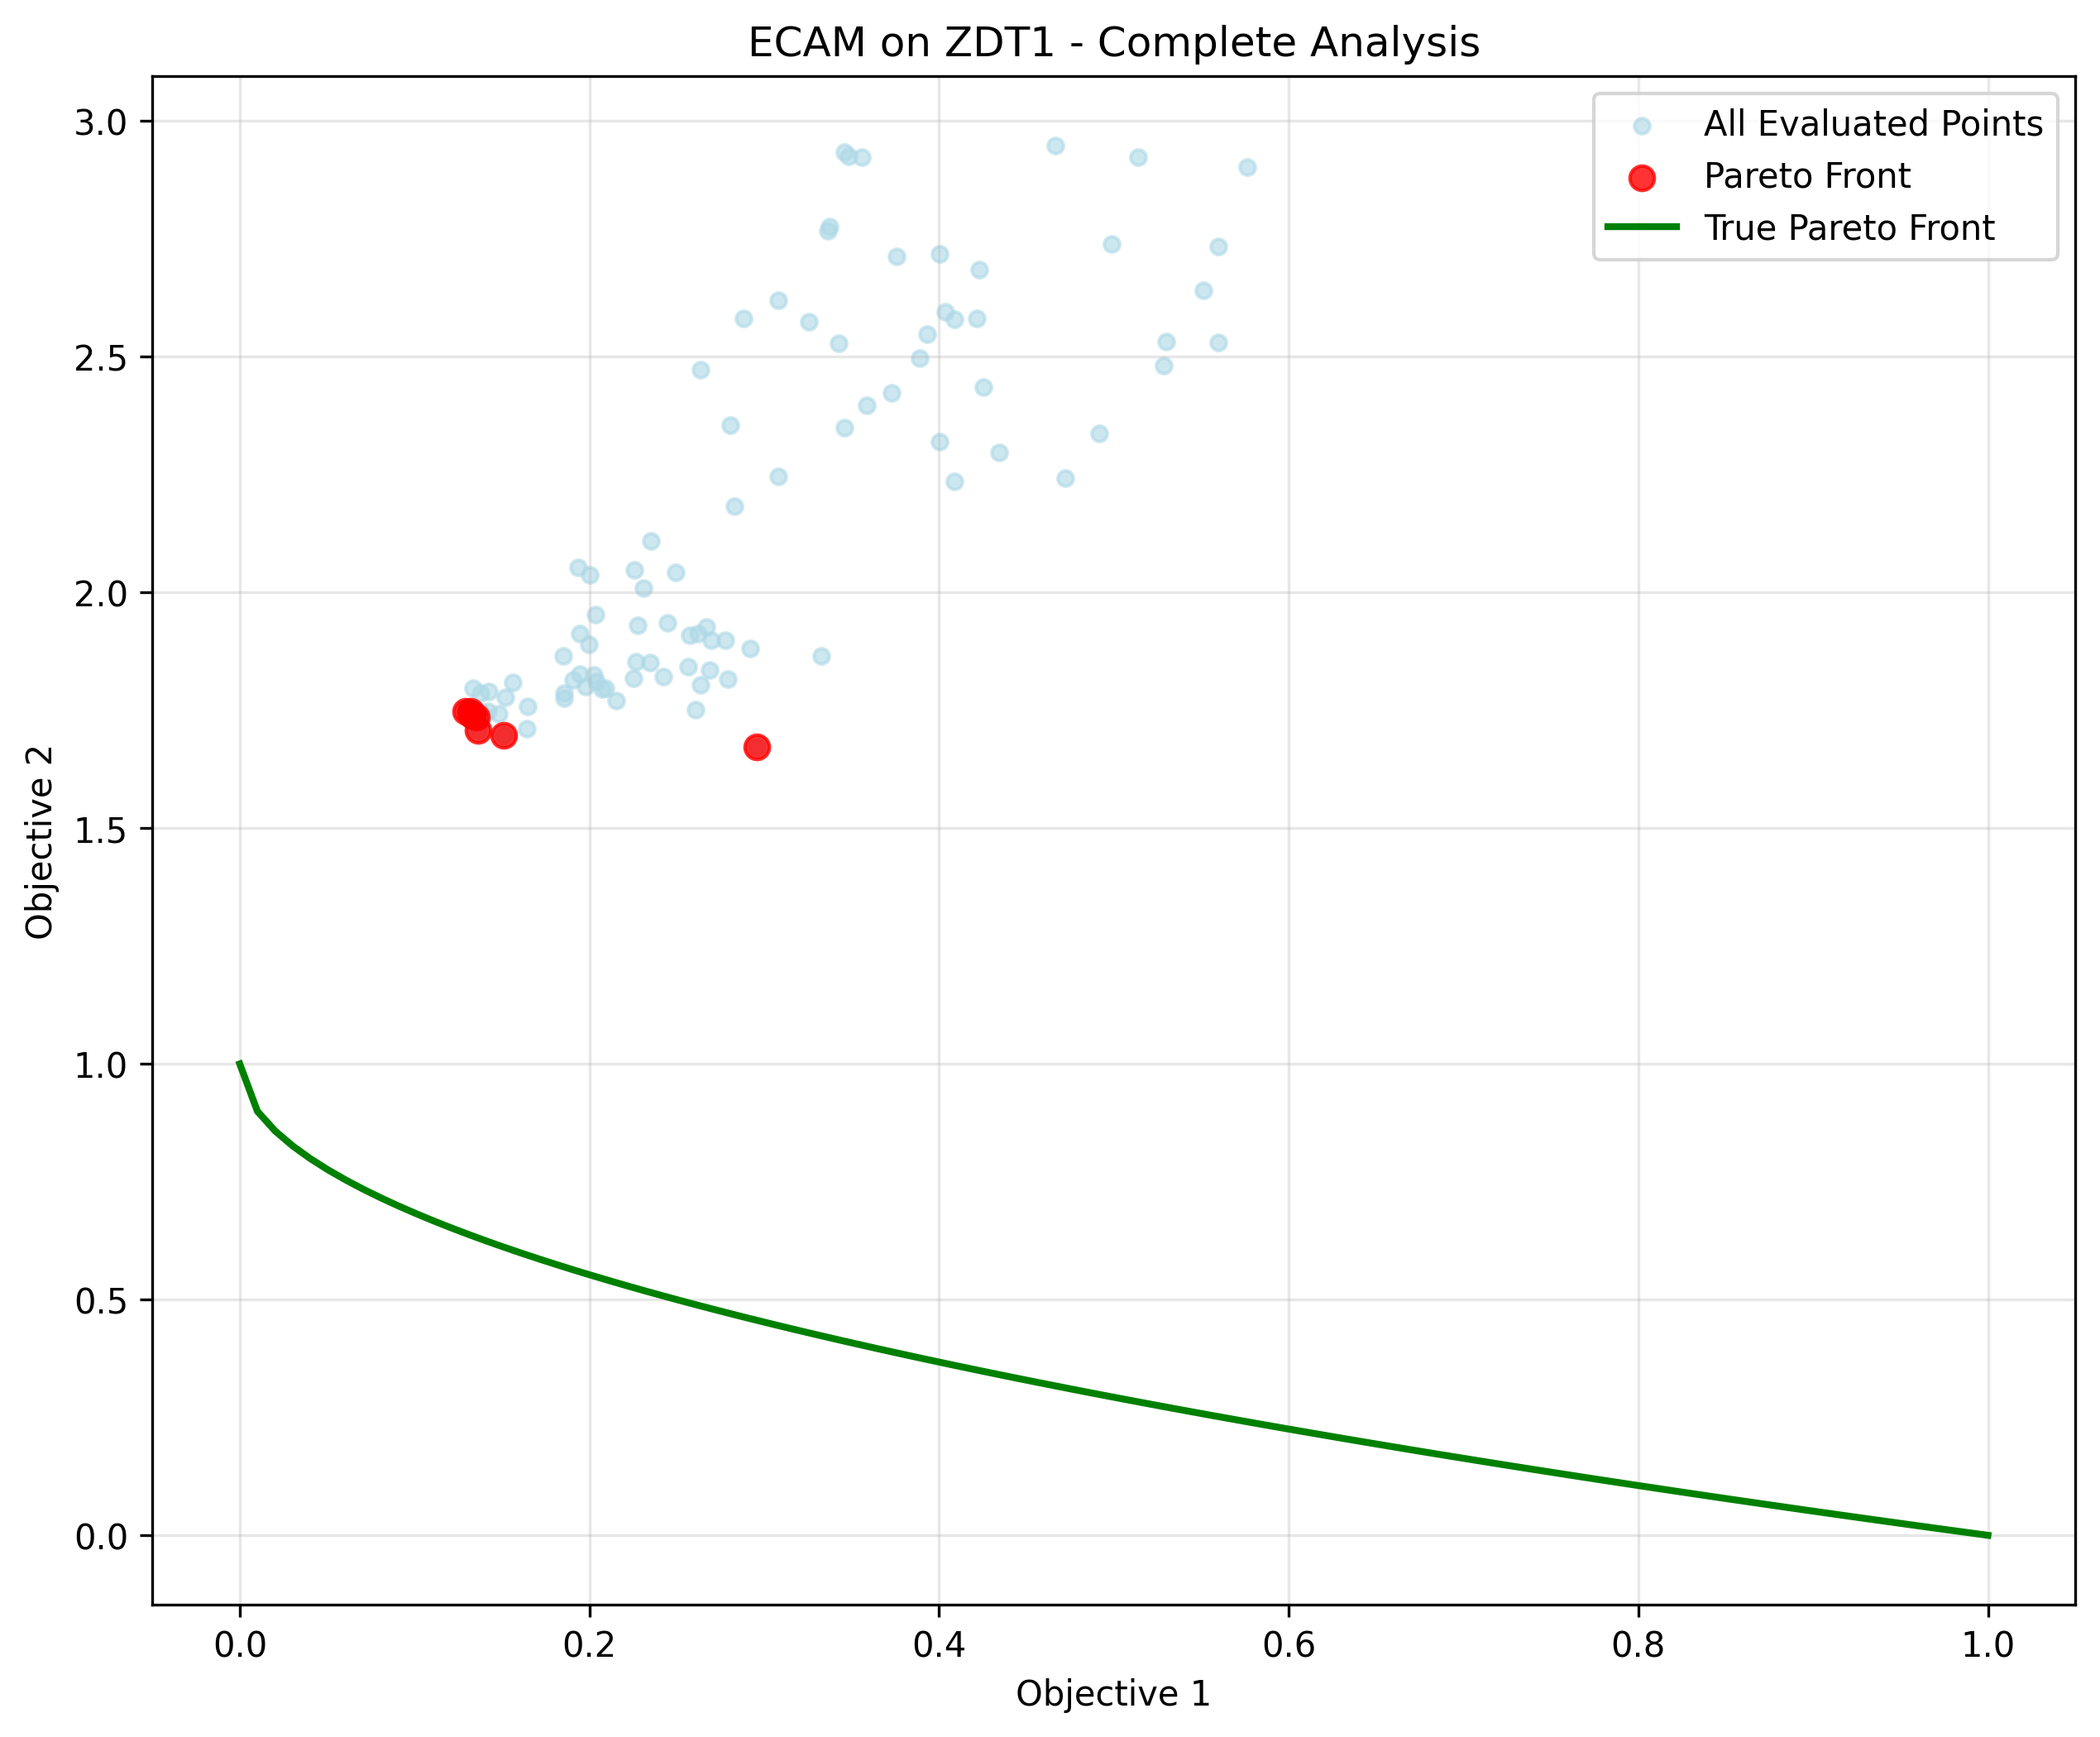 ECAM on ZDT1 - Complete Analysis
All Evaluated Points
Pareto Front
True Pareto Front
3.0
2.5
2.0
1.5
1.0
0.5
0.0
Objective 2
0.0 0.2 0.4 0.6 0.8 1.0
Objective 1